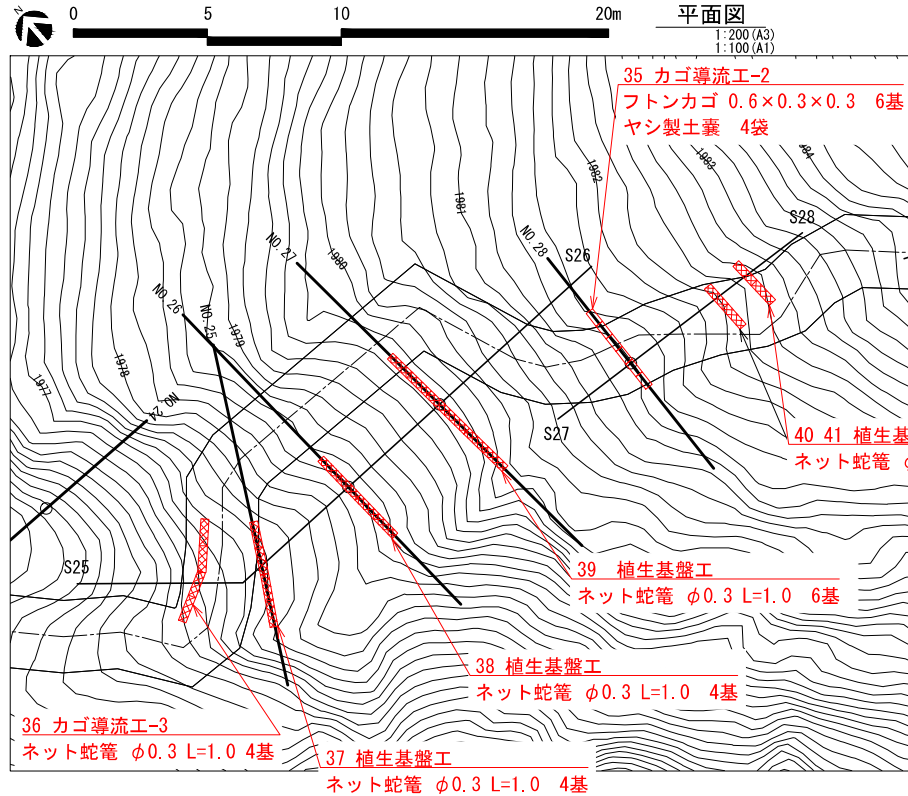 N
0 5 10 20m
平面図
1:200(A3)
1:100(A1)
35 カゴ導流工-2
フトンカゴ 0.6×0.3×0.3 6基
ヤシ製土嚢 4袋
1982
1983
984
1981
S28
NO.28
S26
NO.27
1980
NO.26
NO.25
1979
1978
1977
NO.24
S27
40 41 植生基
ネット蛇篭
S25
39 植生基盤工
ネット蛇篭 φ0.3 L=1.0 6基
38 植生基盤工
ネット蛇篭 φ0.3 L=1.0 4基
36 カゴ導流工-3
ネット蛇篭 φ0.3 L=1.0 4基
37 植生基盤工
ネット蛇篭 φ0.3 L=1.0 4基